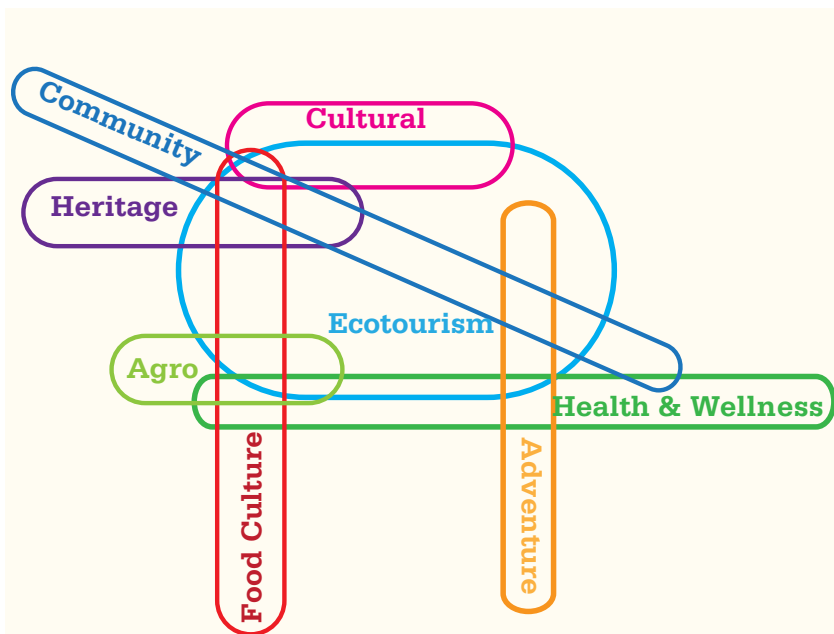 Community
Cultural
Heritage
Ecotourism
Agro
Health & Wellness
Food Culture
Adventure